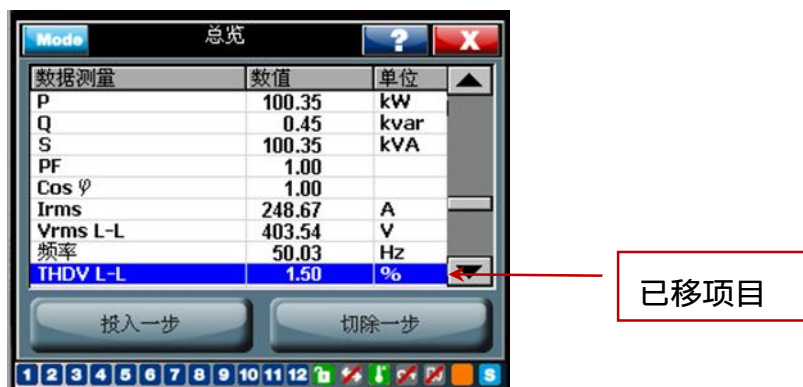 Mode 总览 ? X
数据测量 数值 单位
P 100.35 kW
Q 0.45 kvar
S 100.35 kVA
PF 1.00
Cos φ 1.00
Irms 248.67 A
Vrms L-L 403.54 V
频率 50.03 Hz
THDV L-L 1.50 %
已移项目
投入一步 切除一步
1 2 3 4 5 6 7 8 9 10 11 12 S